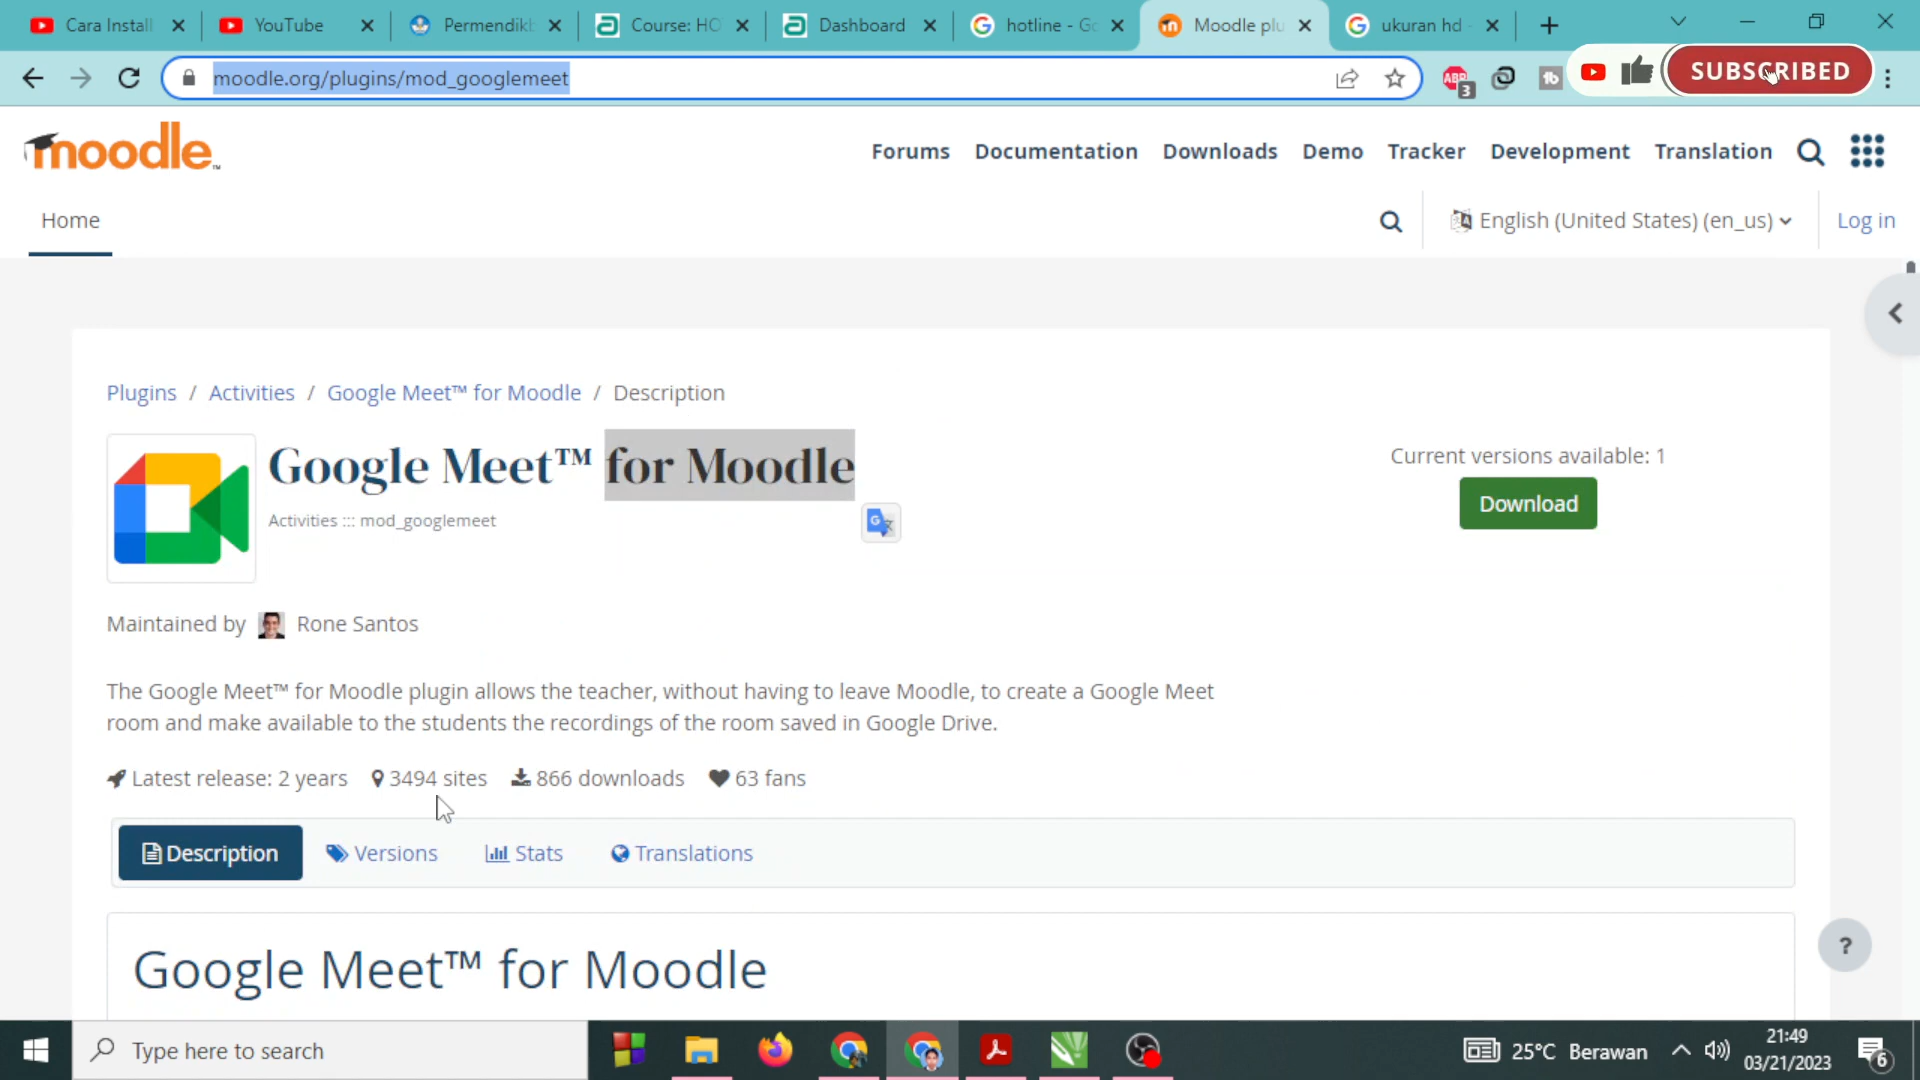 Cara Install
YouTube
Permendikb
Course: HO
Dashboard
hotline - Go
Moodle plu
ukuran hd -
moodle.org/plugins/mod_googlemeet
ABP
3
1b
SUBSCRIBED
moodle
Forums Documentation Downloads Demo Tracker Development Translation
Home
English (United States) (en_us)
Log in
Plugins / Activities / Google Meet™ for Moodle / Description
Google Meet™ for Moodle
Activities ::: mod_googlemeet
Current versions available: 1
Download
Maintained by Rone Santos
The Google Meet™ for Moodle plugin allows the teacher, without having to leave Moodle, to create a Google Meet
room and make available to the students the recordings of the room saved in Google Drive.
Latest release: 2 years 3494 sites 866 downloads 63 fans
Description Versions Stats Translations
Google Meet™ for Moodle
?
Type here to search
25°C Berawan
21:49
03/21/2023
6